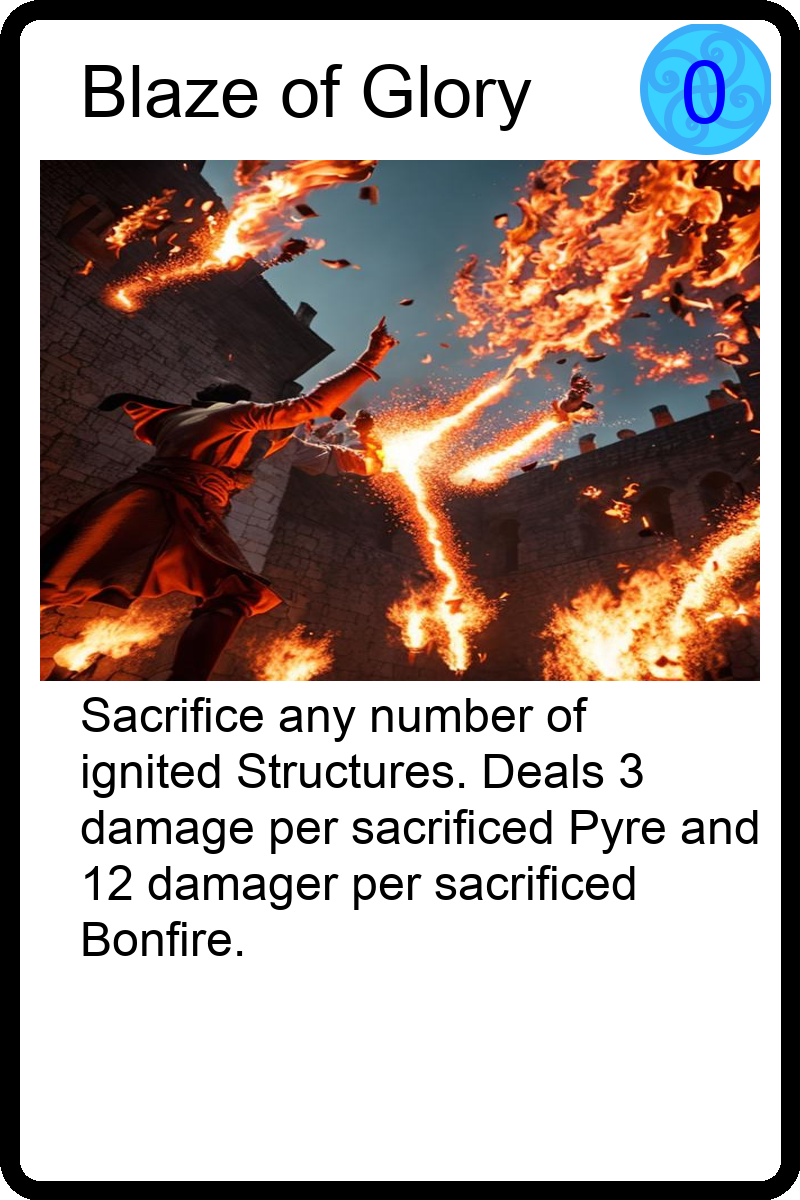 Blaze of Glory
0
Sacrifice any number of
ignited Structures. Deals 3
damage per sacrificed Pyre and
12 damager per sacrificed
Bonfire.